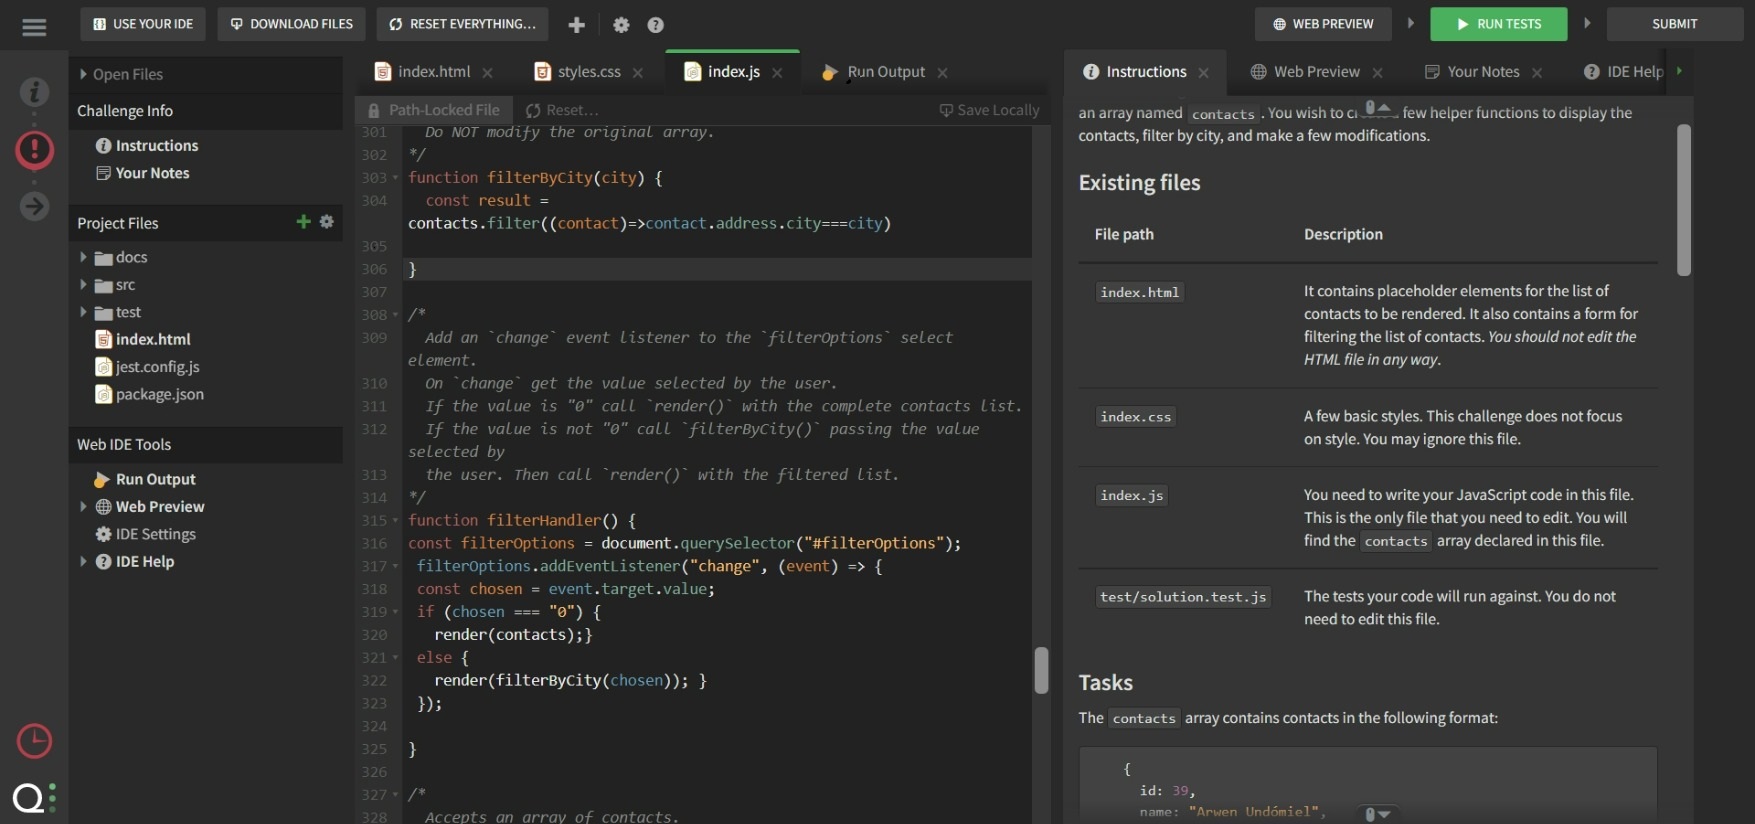 USE YOUR IDE
DOWNLOAD FILES
RESET EVERYTHING...
WEB PREVIEW
RUN TESTS
SUBMIT
Open Files
Challenge Info
Instructions
Your Notes
Project Files
docs
src
test
index.html
jest.config.js
package.json
Web IDE Tools
Run Output
Web Preview
IDE Settings
IDE Help
index.html
styles.css
index.js
Run Output
Path-Locked File
Reset...
Save Locally
301 Do NOT modify the original array.
302 */
303 function filterByCity(city) {
304 const result =
contacts.filter((contact)=>contact.address.city===city)
305
306 }
307
308 /*
309 Add an `change` event listener to the `filterOptions` select
element.
310 On `change` get the value selected by the user.
311 If the value is "0" call `render()` with the complete contacts list.
312 If the value is not "0" call `filterByCity()` passing the value
selected by
313 the user. Then call `render()` with the filtered list.
314 */
315 function filterHandler() {
316 const filterOptions = document.querySelector("#filterOptions");
317 filterOptions.addEventListener("change", (event) => {
318 const chosen = event.target.value;
319 if (chosen === "0") {
320 render(contacts);}
321 else {
322 render(filterByCity(chosen)); }
323 });
324
325 }
326
327 /*
328 Accepts an array of contacts.
Instructions
Web Preview
Your Notes
IDE Help
an array named contacts. You wish to few helper functions to display the
contacts, filter by city, and make a few modifications.
Existing files
File path Description
index.html It contains placeholder elements for the list of
contacts to be rendered. It also contains a form for
filtering the list of contacts. You should not edit the
HTML file in any way.
index.css A few basic styles. This challenge does not focus
on style. You may ignore this file.
index.js You need to write your JavaScript code in this file.
This is the only file that you need to edit. You will
find the contacts array declared in this file.
test/solution.test.js The tests your code will run against. You do not
need to edit this file.
Tasks
The contacts array contains contacts in the following format:
{
id: 39,
name: "Arwen Undómiel",